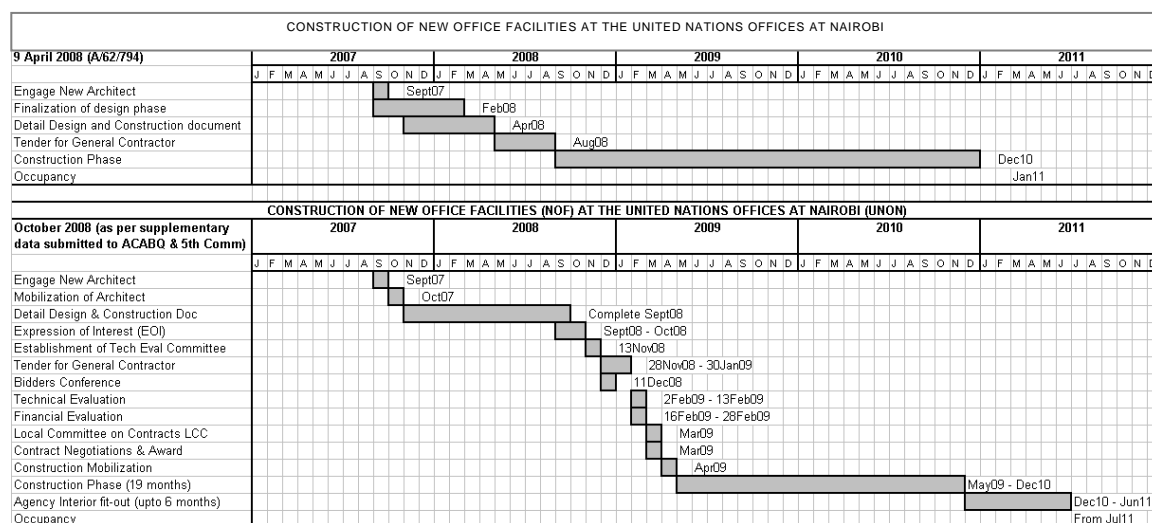 CONSTRUCTION OF NEW OFFICE FACILITIES AT THE UNITED NATIONS OFFICES AT NAIROBI
9 April 2008 (A/62/794) 2007 2008 2009 2010 2011
J F M A M J J A S O N D J F M A M J J A S O N D J F M A M J J A S O N D J F M A M J J A S O N D J F M A M J J A S O N D
Engage New Architect Sept07
Finalization of design phase Feb08
Detail Design and Construction document Apr08
Tender for General Contractor Aug08
Construction Phase Dec10
Occupancy Jan11
CONSTRUCTION OF NEW OFFICE FACILITIES (NOF) AT THE UNITED NATIONS OFFICES AT NAIROBI (UNON)
October 2008 (as per supplementary 2007 2008 2009 2010 2011
data submitted to ACABQ & 5th Comm)
J F M A M J J A S O N D J F M A M J J A S O N D J F M A M J J A S O N D J F M A M J J A S O N D J F M A M J J A S O N D
Engage New Architect Sept07
Mobilization of Architect Oct07
Detail Design & Construction Doc Complete Sept08
Expression of Interest (EOI) Sept08 - Oct08
Establishment of Tech Eval Committee 13Nov08
Tender for General Contractor 28Nov08 - 30Jan09
Bidders Conference 11Dec08
Technical Evaluation 2Feb09 - 13Feb09
Financial Evaluation 16Feb09 - 28Feb09
Local Committee on Contracts LCC Mar09
Contract Negotiations & Award Mar09
Construction Mobilization Apr09
Construction Phase (19 months) May09 - Dec10
Agency Interior fit-out (upto 6 months) Dec10 - Jun11
Occupancy From Jul11